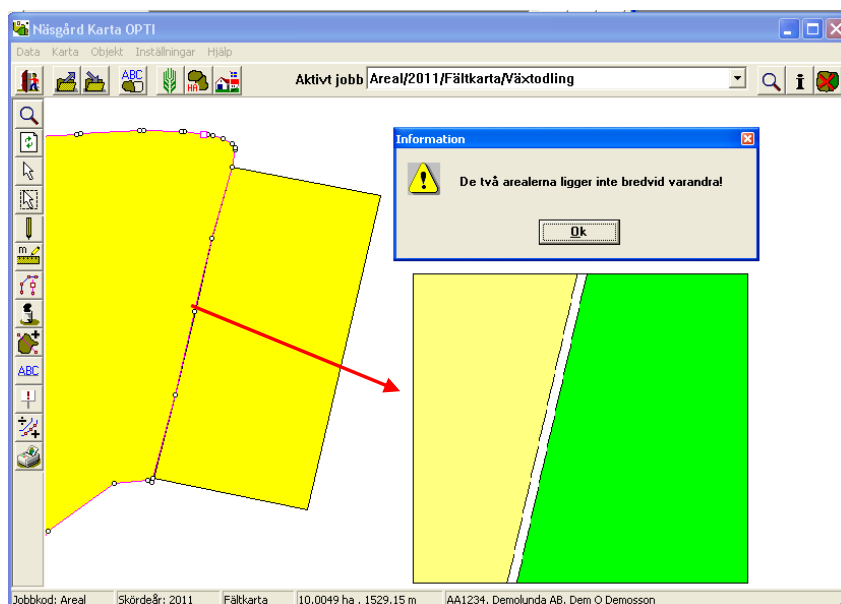 Näsgård Karta OPTI
Data Karta Objekt Inställningar Hjälp
ABC
HA
Aktivt jobb Areal/2011/Fältkarta/Växtodling
i
Information
De två arealerna ligger inte bredvid varandra!
Ok
m
ABC
Jobbkod: Areal Skördeår: 2011 Fältkarta 10.0049 ha , 1529.15 m AA1234, Demolunda AB, Dem O Demosson